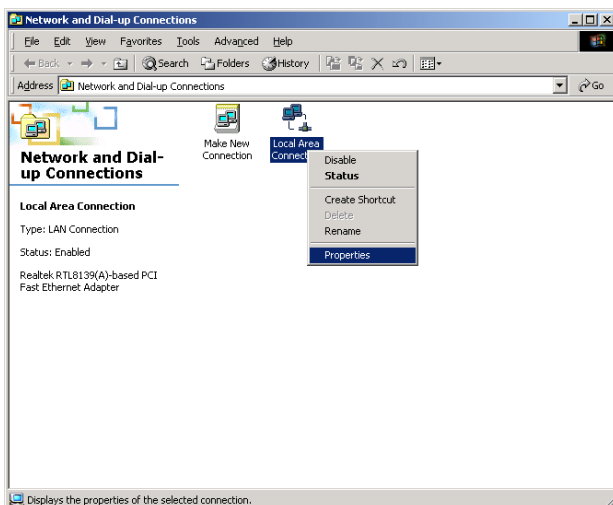 Network and Dial-up Connections
File Edit View Favorites Tools Advanced Help
Back Search Folders History
Address Network and Dial-up Connections Go
Network and Dial-
up Connections
Local Area Connection
Type: LAN Connection
Status: Enabled
Realtek RTL8139(A)-based PCI
Fast Ethernet Adapter
Make New
Connection
Local Area
Connect
Disable
Status
Create Shortcut
Delete
Rename
Properties
Displays the properties of the selected connection.